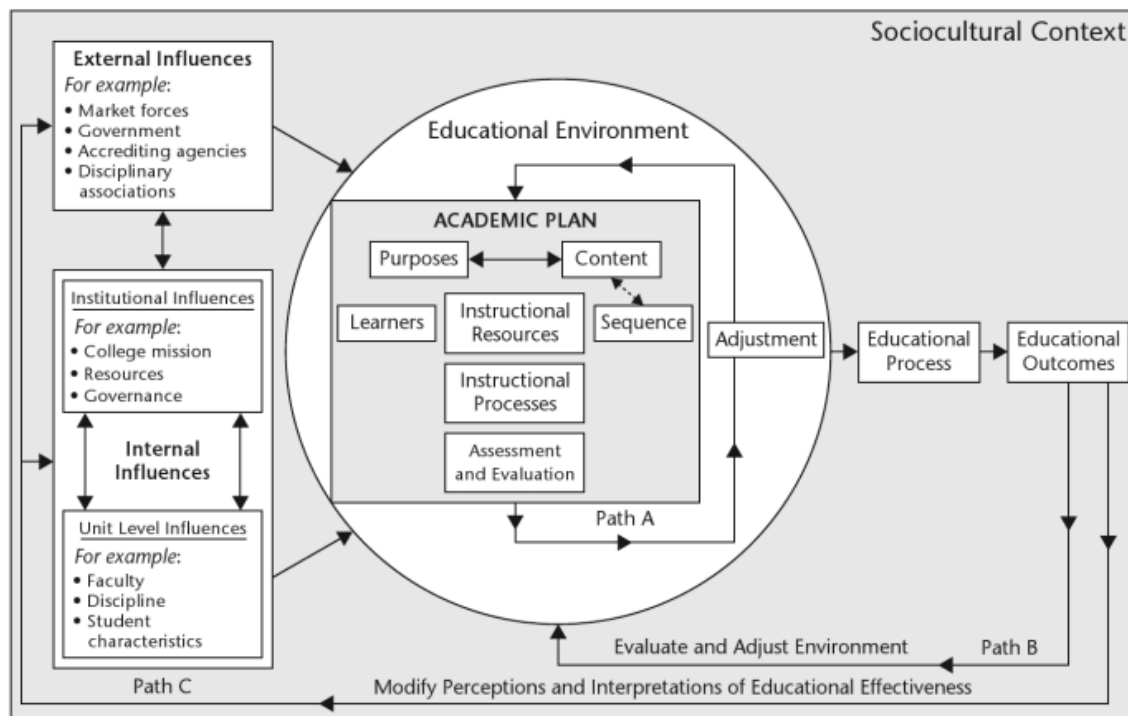 Sociocultural Context
External Influences
For example:
• Market forces
• Government
• Accrediting agencies
• Disciplinary
associations
Institutional Influences
For example:
• College mission
• Resources
• Governance
Internal
Influences
Unit Level Influences
For example:
• Faculty
• Discipline
• Student
characteristics
Educational Environment
ACADEMIC PLAN
Purposes
Content
Learners
Instructional
Resources
Sequence
Instructional
Processes
Assessment
and Evaluation
Path A
Adjustment
Educational
Process
Educational
Outcomes
Evaluate and Adjust Environment
Path B
Path C
Modify Perceptions and Interpretations of Educational Effectiveness